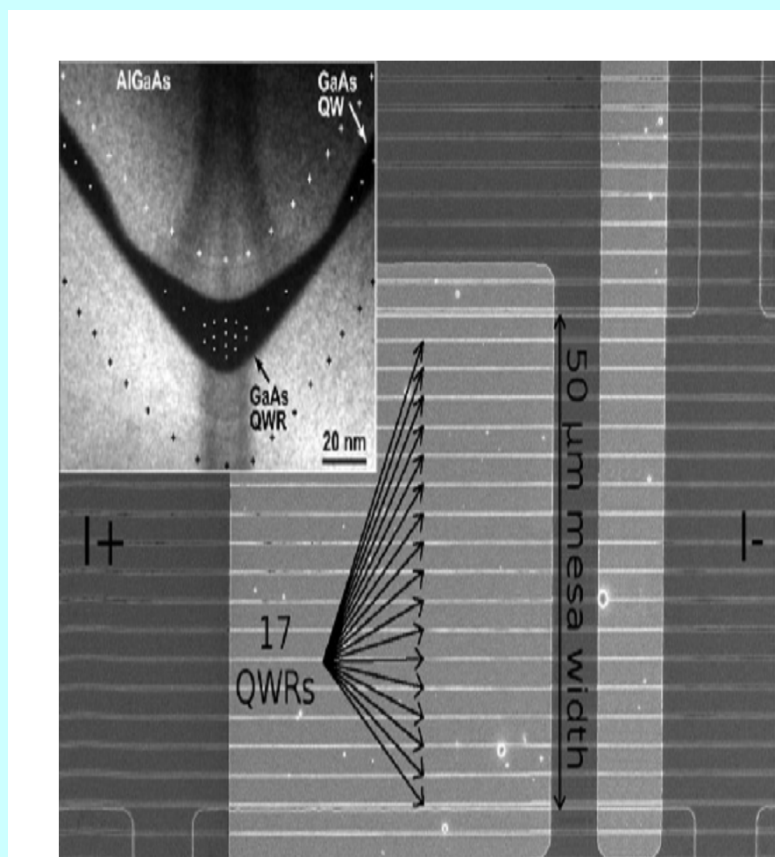 AlGaAs
GaAs
QW
GaAs
QWR
20 nm
I+
I-
17
QWRs
50 μm mesa width